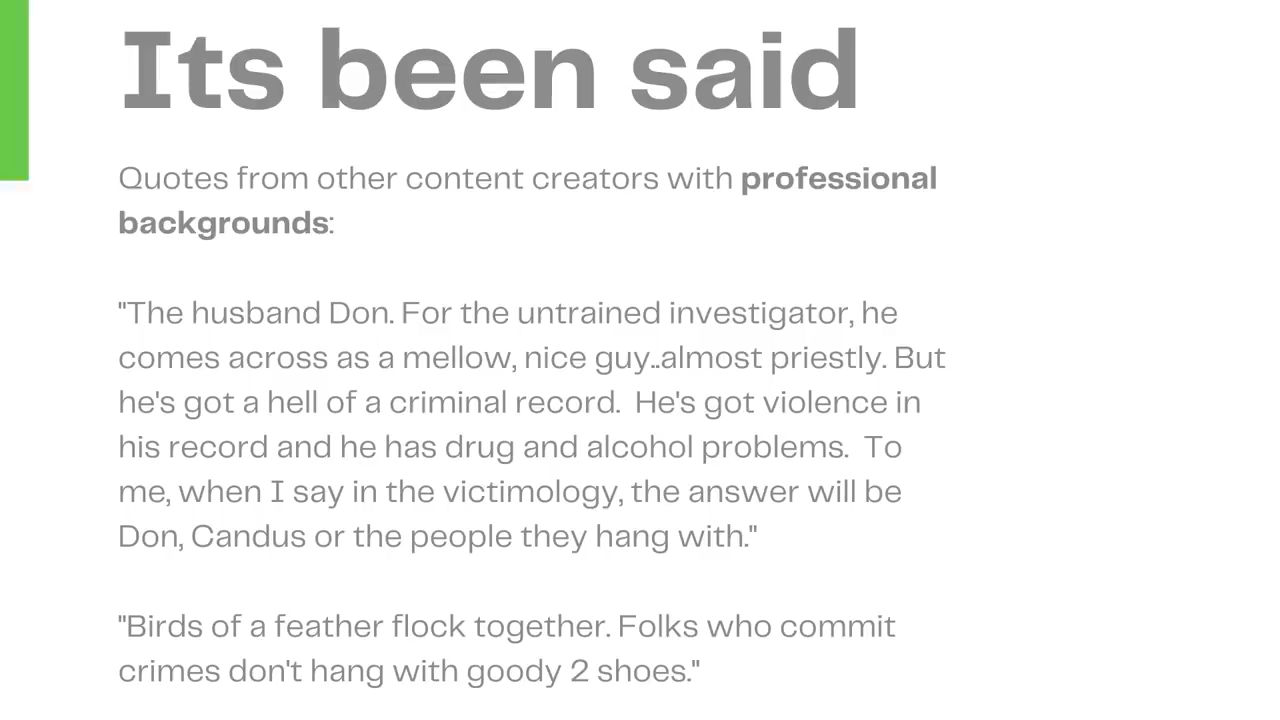 Its been said
Quotes from other content creators with professional
backgrounds:
"The husband Don. For the untrained investigator, he
comes across as a mellow, nice guy..almost priestly. But
he's got a hell of a criminal record.  He's got violence in
his record and he has drug and alcohol problems.  To
me, when I say in the victimology, the answer will be
Don, Candus or the people they hang with."
"Birds of a feather flock together. Folks who commit
crimes don't hang with goody 2 shoes."